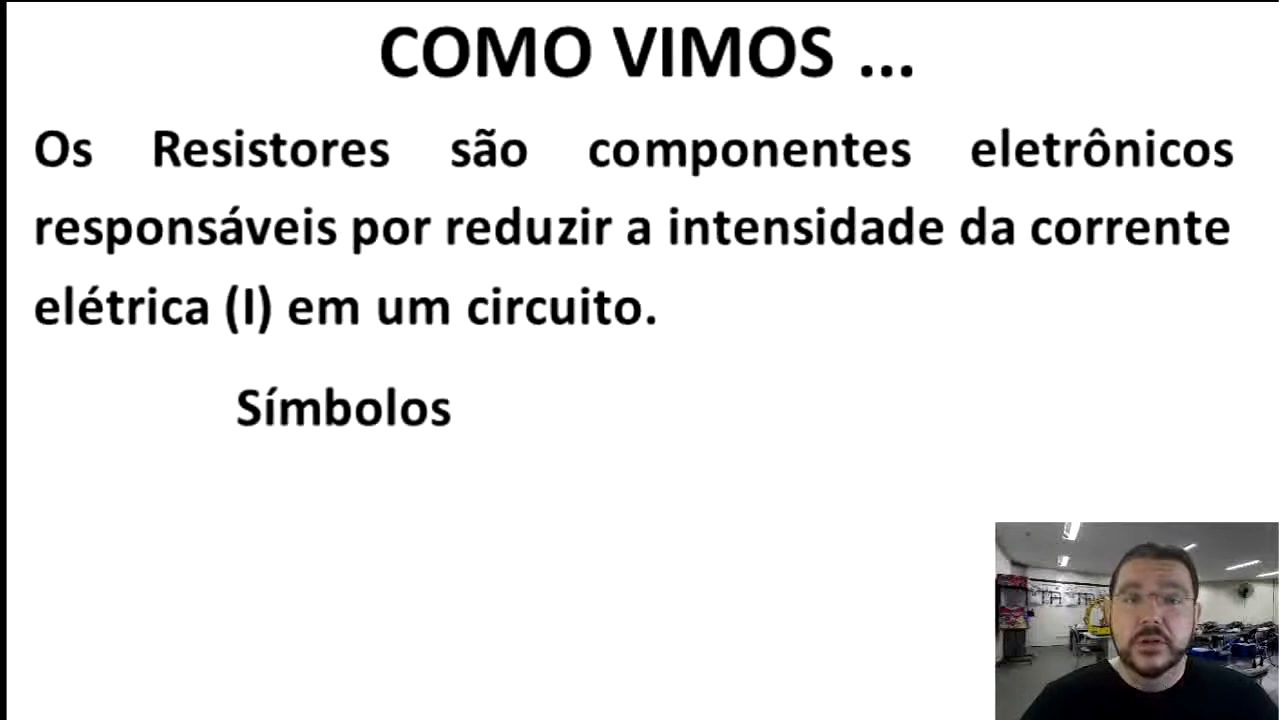 COMO VIMOS ...
Os Resistores são componentes eletrônicos
responsáveis por reduzir a intensidade da corrente
elétrica (I) em um circuito.
Símbolos